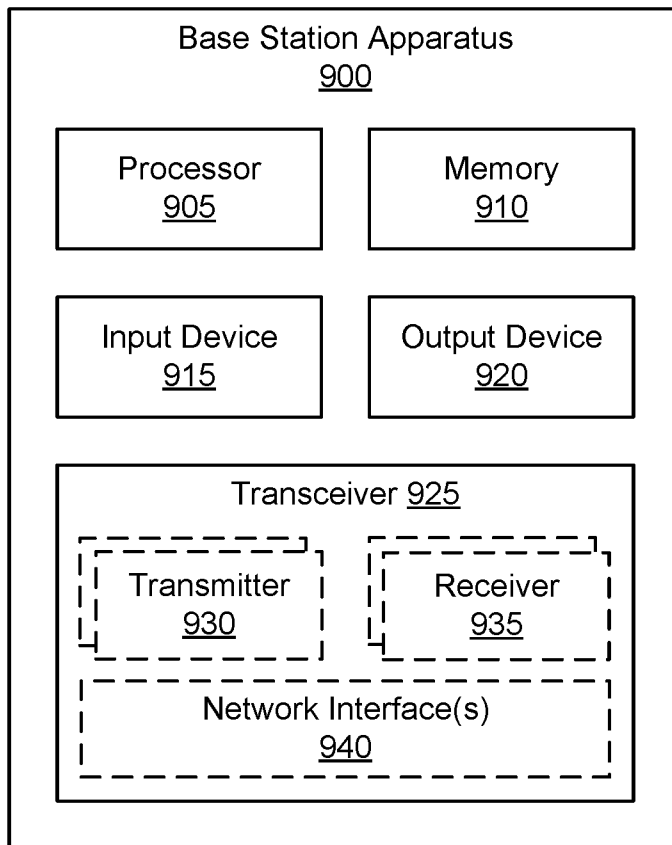 Base Station Apparatus
900
Processor
905
Memory
910
Input Device
915
Output Device
920
Transceiver 925
Transmitter
930
Receiver
935
Network Interface(s)
940